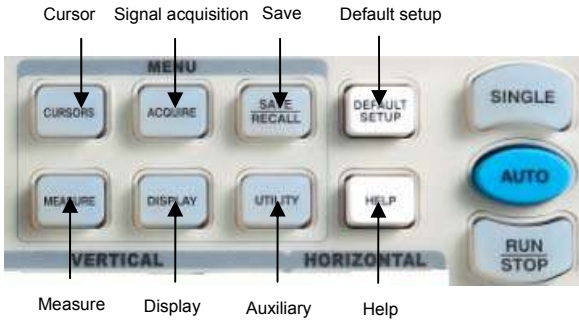 Cursor Signal acquisition Save Default setup
MENU
CURSORS ACQUIRE SAVE RECALL DEFAULT SETUP SINGLE
AUTO
MEASURE DISPLAY UTILITY HELP
RUN STOP
VERTICAL HORIZONTAL
Measure Display Auxiliary Help